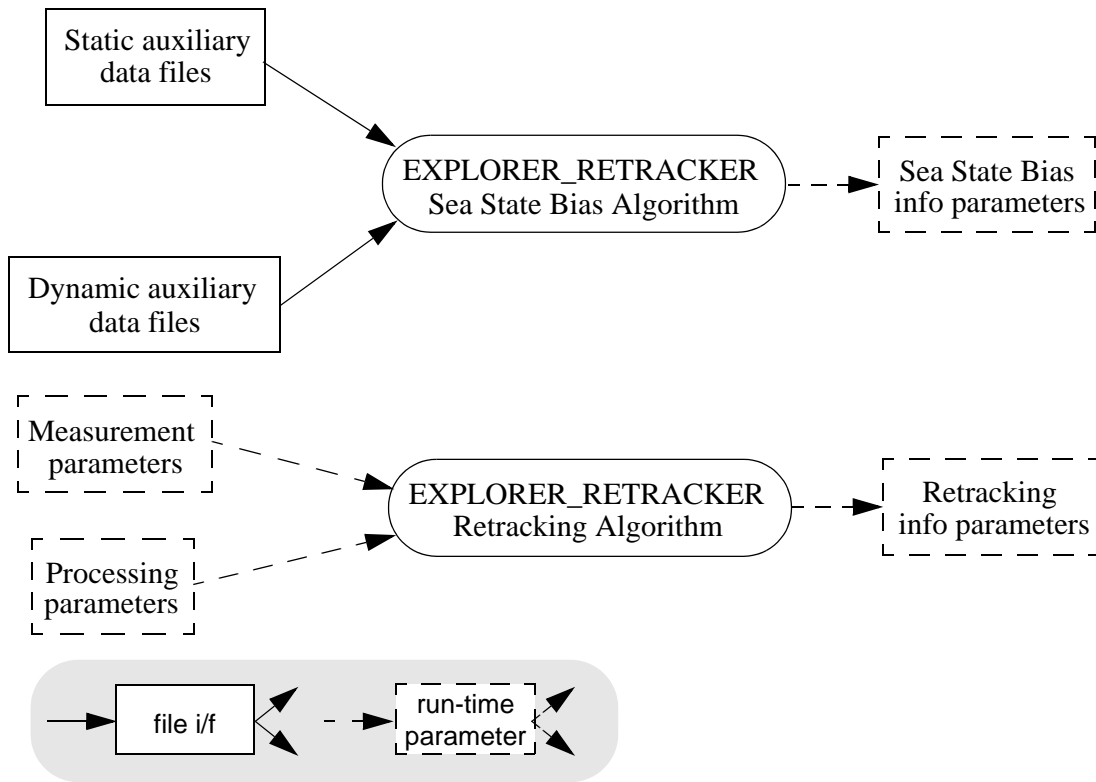 Static auxiliary
data files
EXPLORER_RETRACKER
Sea State Bias Algorithm
Sea State Bias
info parameters
Dynamic auxiliary
data files
Measurement
parameters
EXPLORER_RETRACKER
Retracking Algorithm
Retracking
info parameters
Processing
parameters
file i/f
run-time
parameter